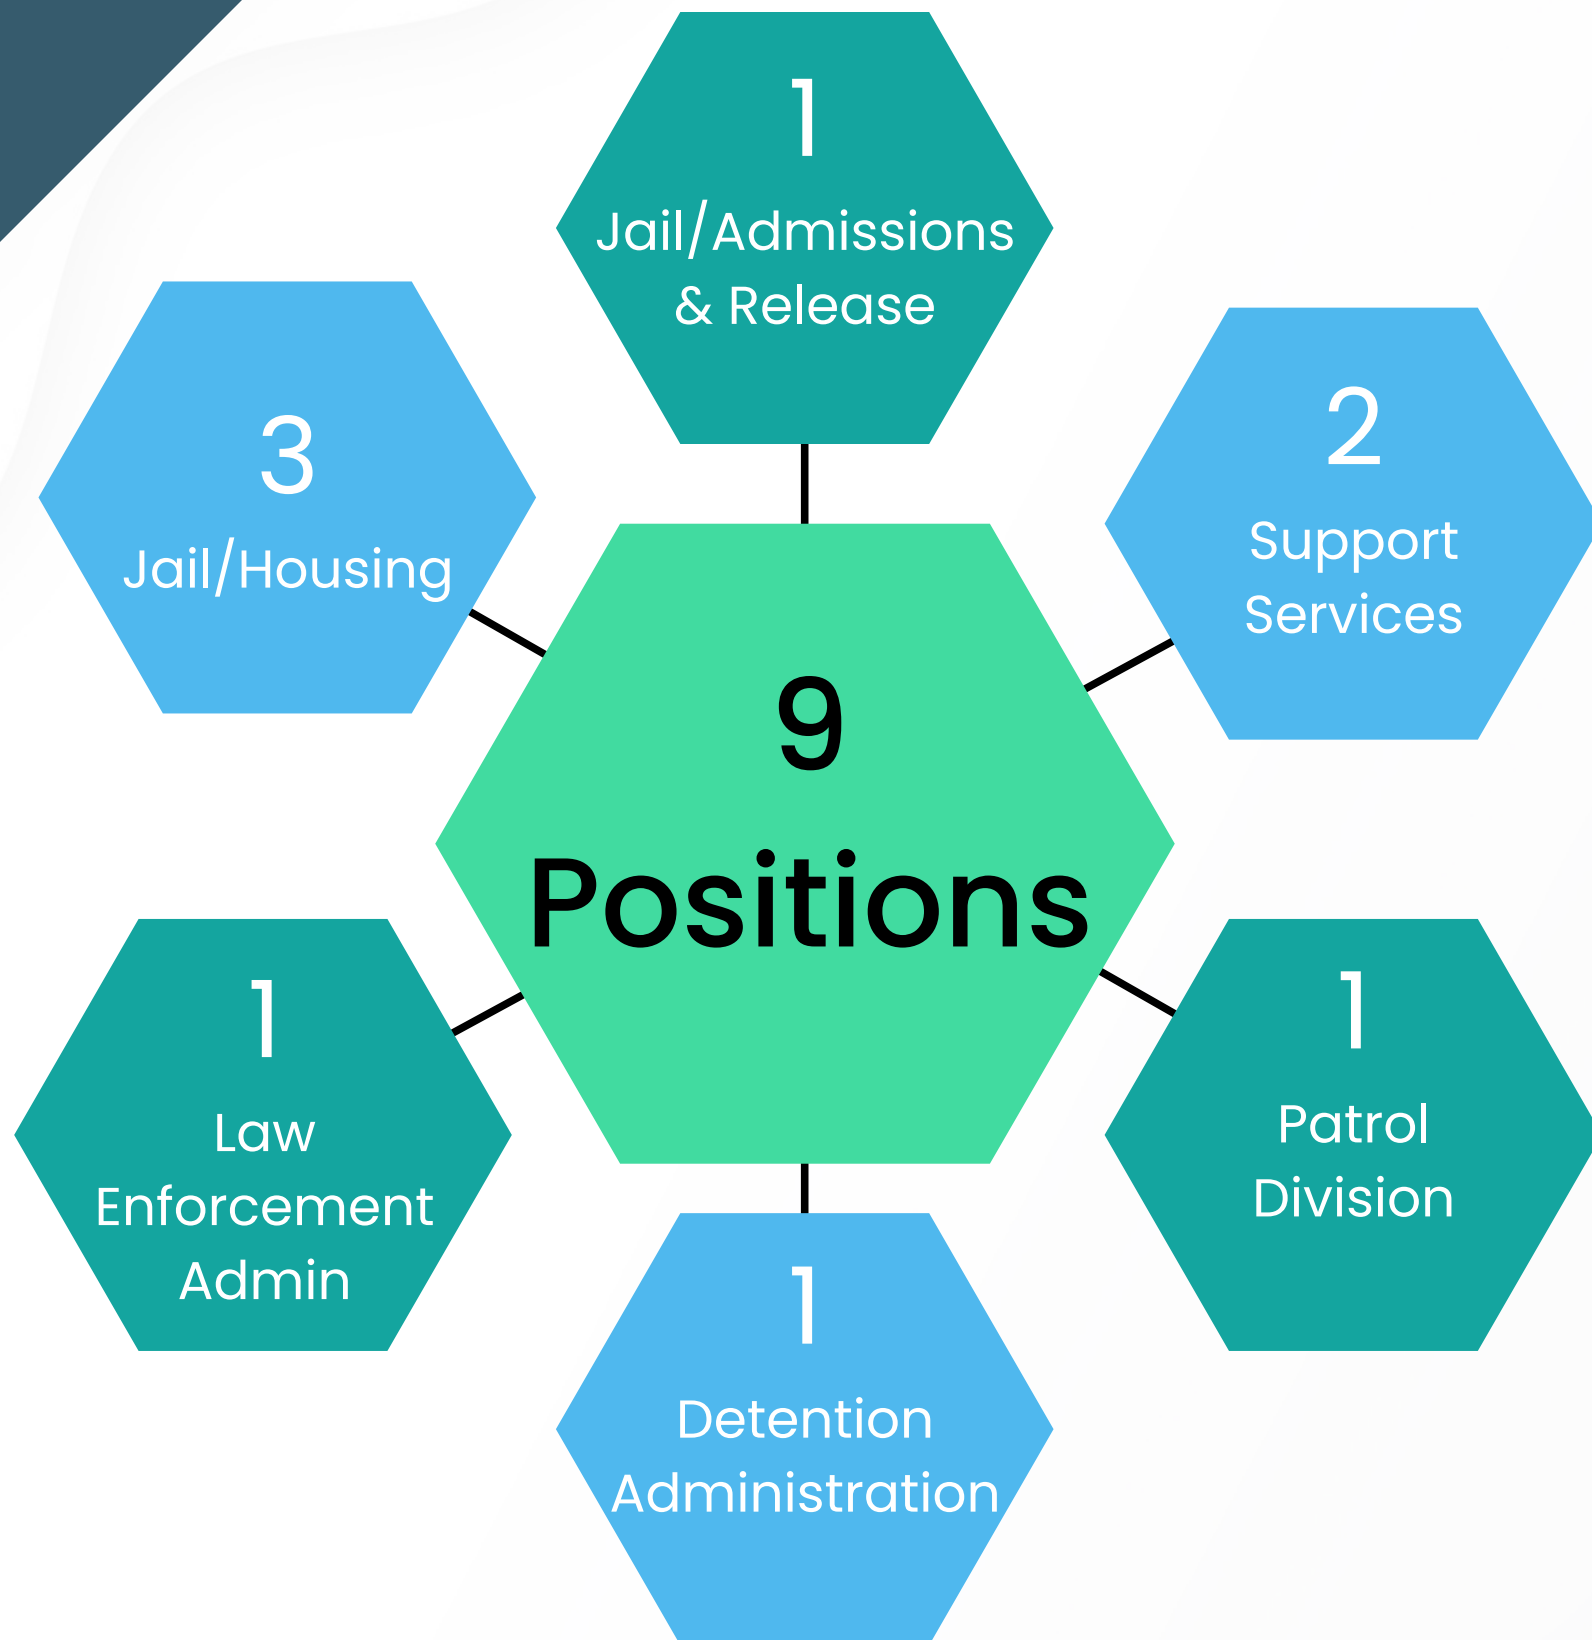 1
Jail/Admissions
& Release
3
Jail/Housing
2
Support
Services
9
Positions
1
Law
Enforcement
Admin
1
Patrol
Division
1
Detention
Administration